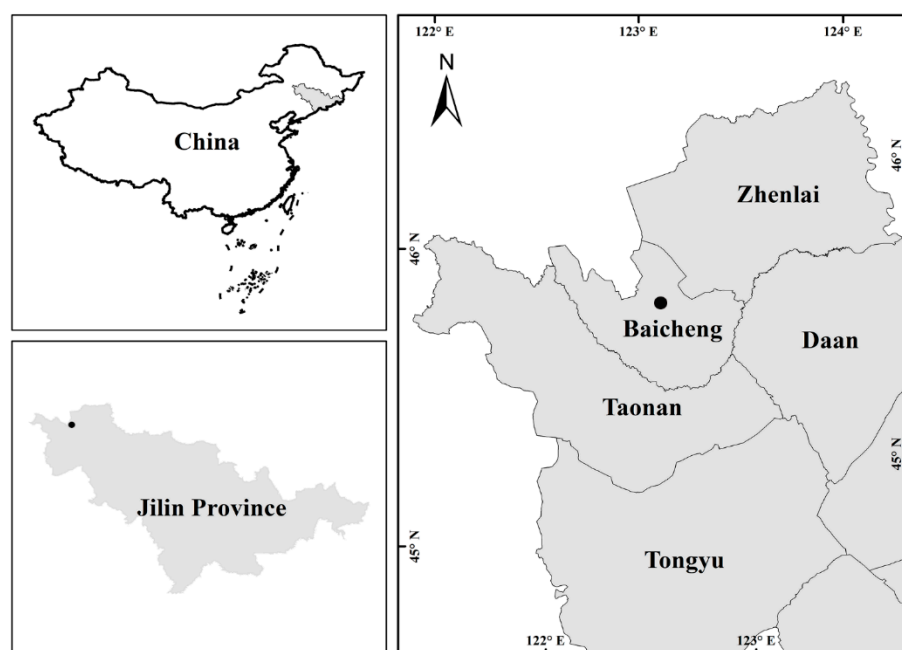 China
Jilin Province
122° E
123° E
124° E
N
46° N
Zhenlai
46° N
Baicheng
Daan
Taonan
45° N
Tongyu
45° N
122° E
123° E